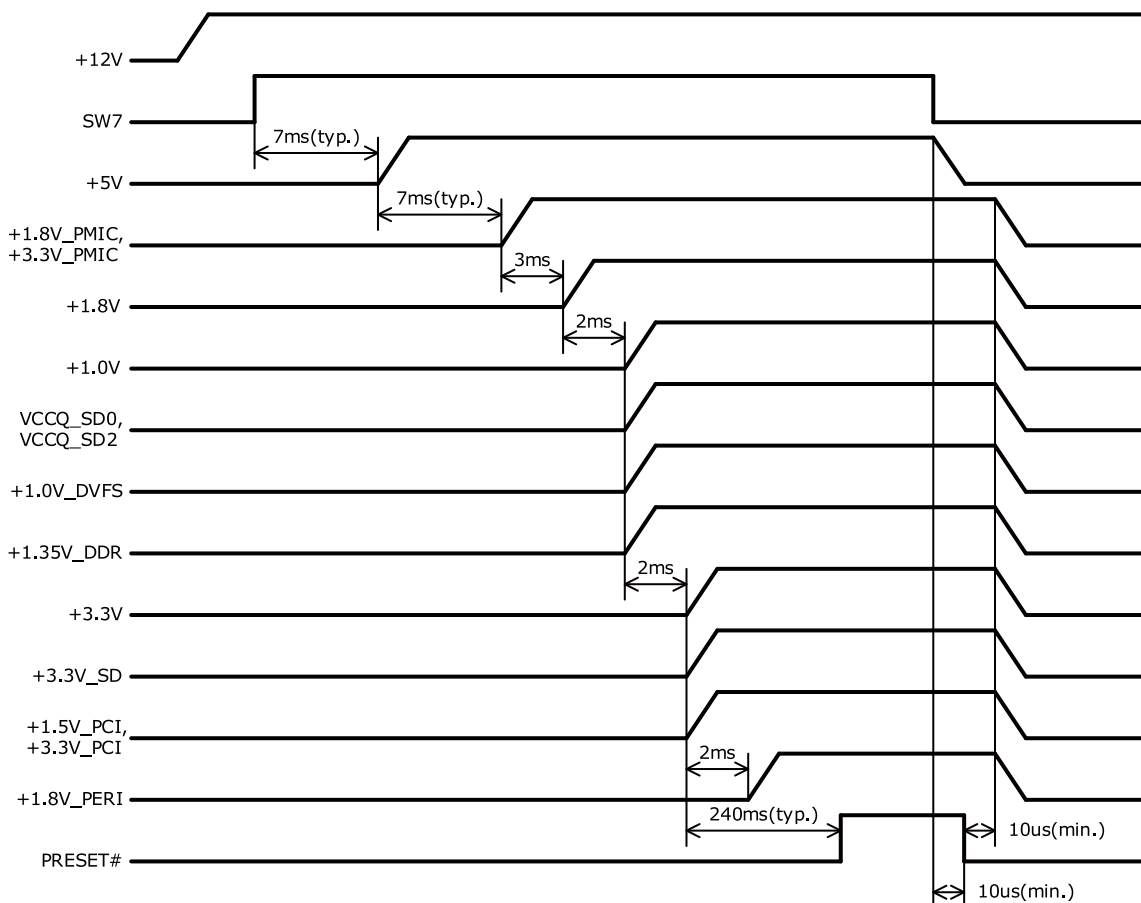 +12V
SW7
7ms(typ.)
+5V
7ms(typ.)
+1.8V_PMIC,
+3.3V_PMIC
3ms
+1.8V
2ms
+1.0V
VCCQ_SD0,
VCCQ_SD2
+1.0V_DVFS
+1.35V_DDR
2ms
+3.3V
+3.3V_SD
+1.5V_PCI,
+3.3V_PCI
2ms
+1.8V_PERI
240ms(typ.)
10us(min.)
PRESET#
10us(min.)